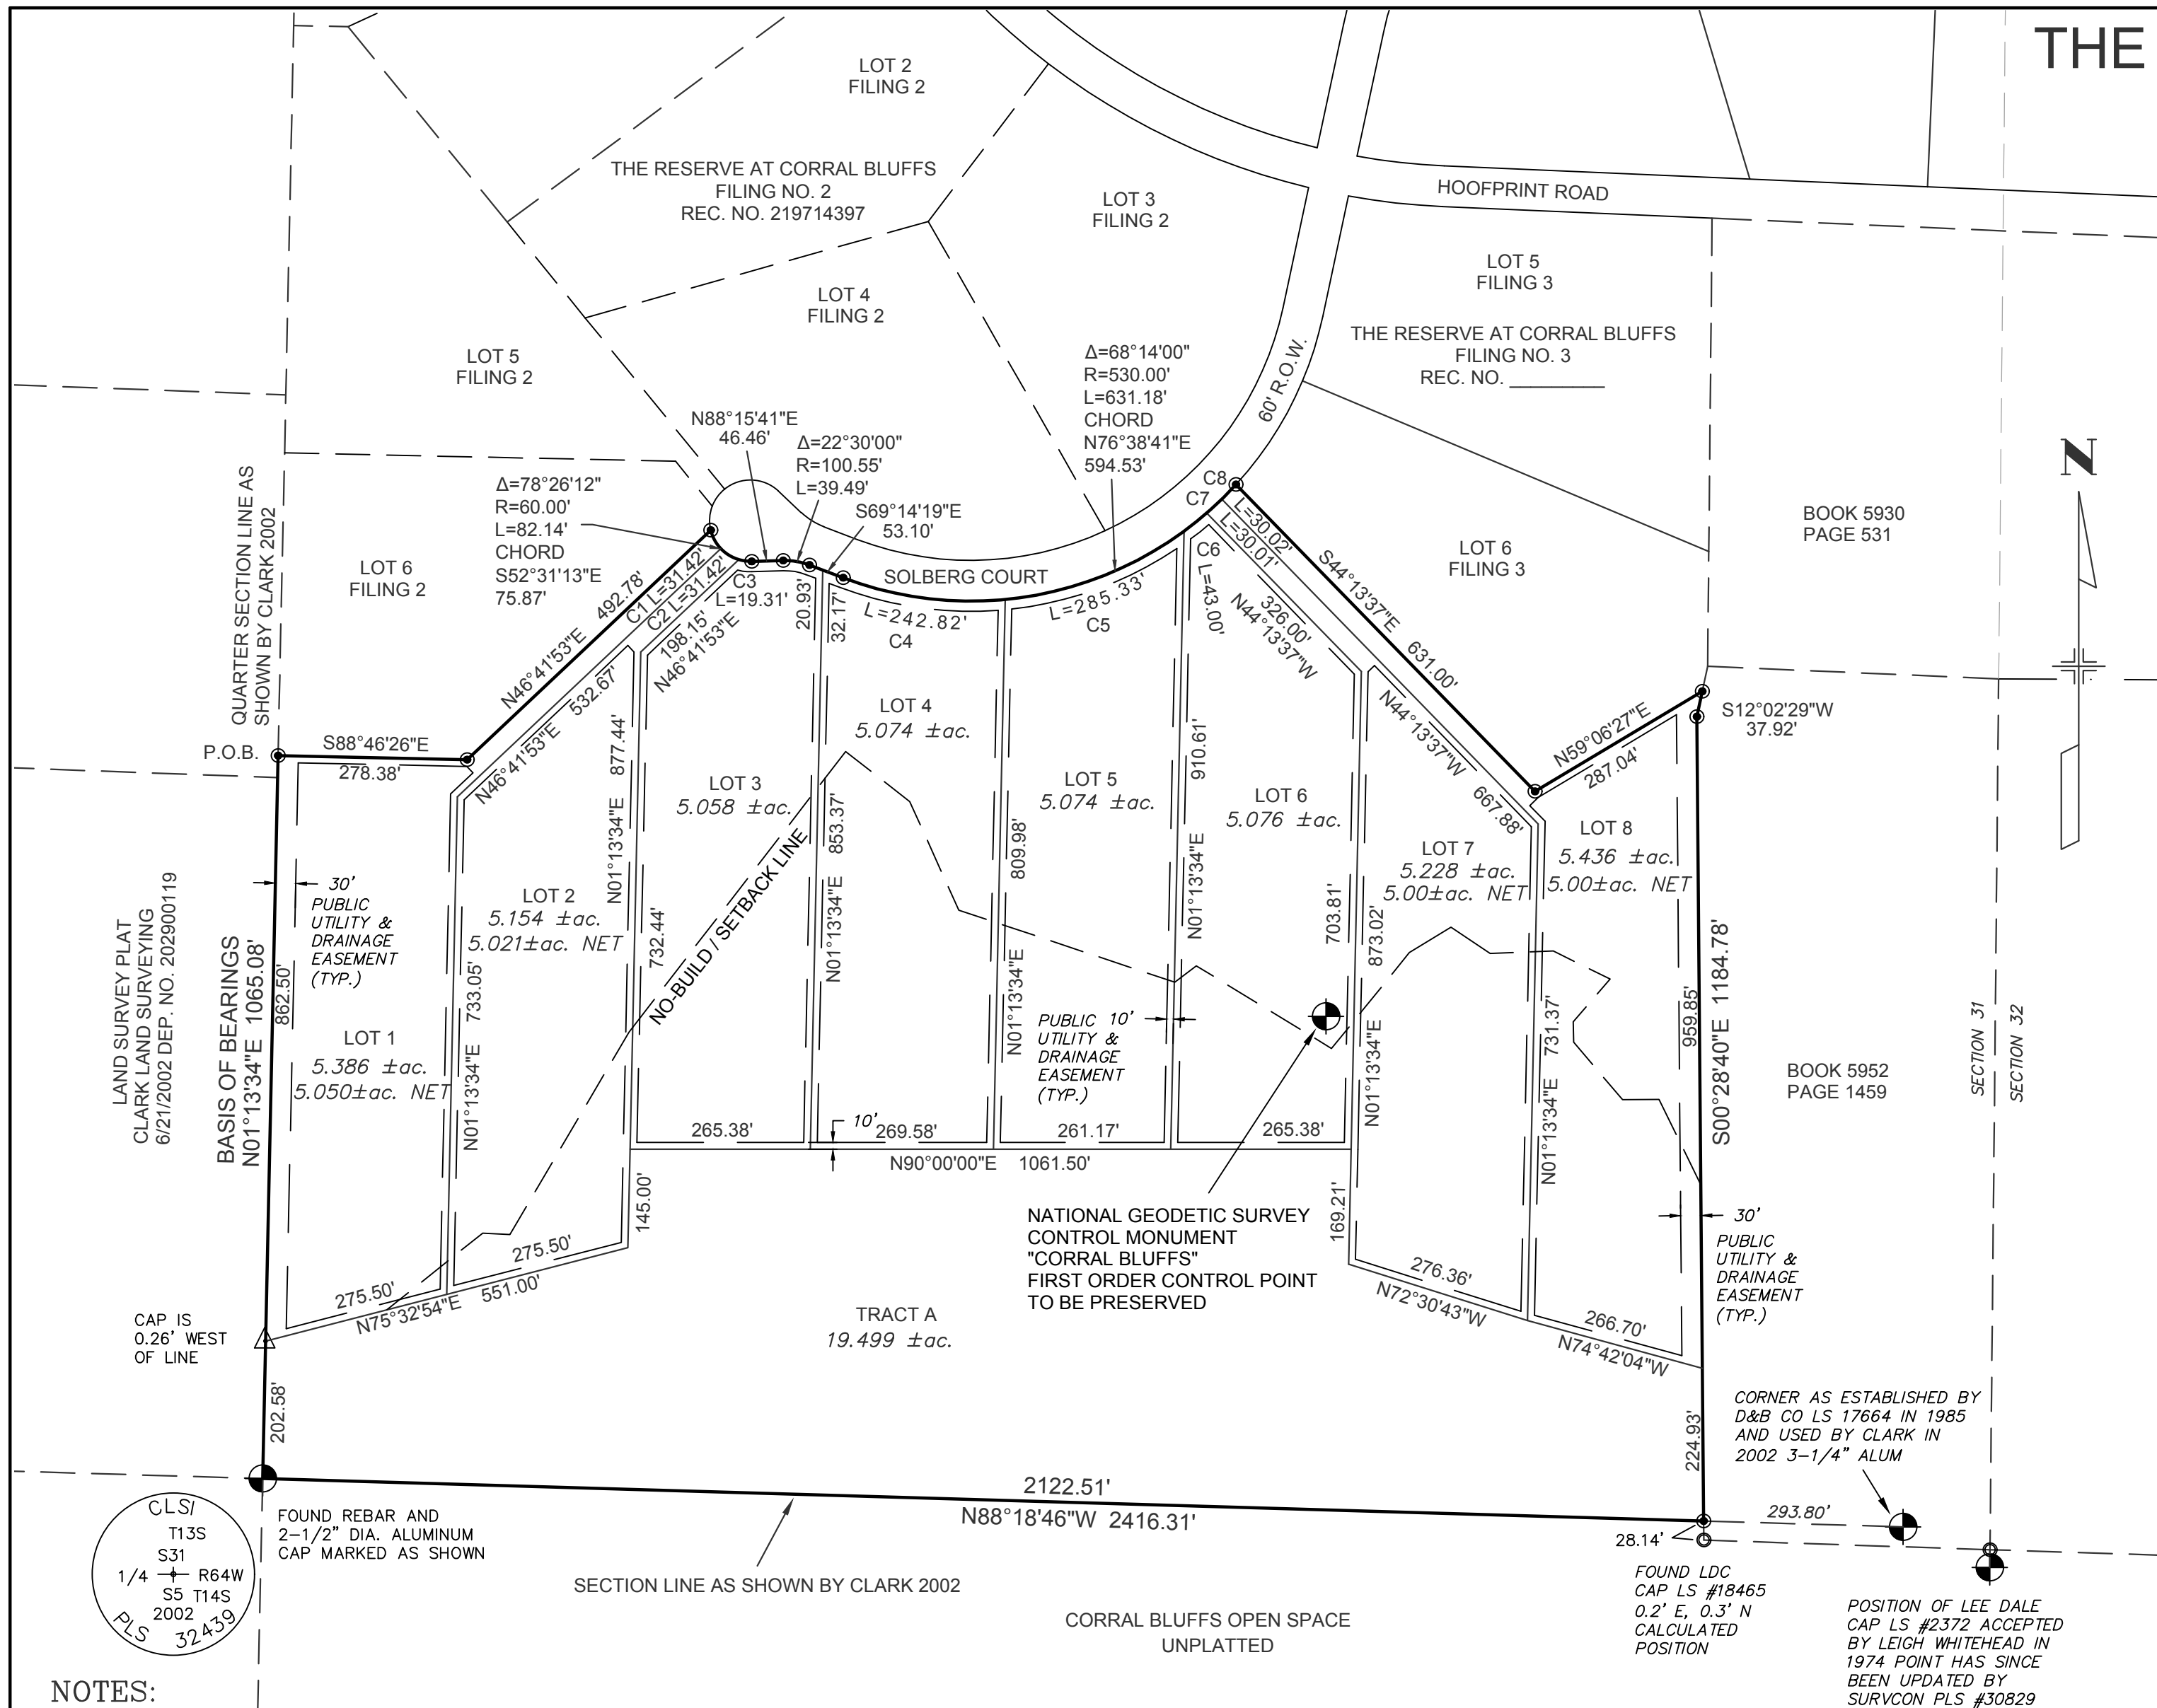 THE
LOT 2
FILING 2
THE RESERVE AT CORRAL BLUFFS
FILING NO. 2
REC. NO. 219714397
LOT 3
FILING 2
HOOFPRINT ROAD
LOT 5
FILING 3
THE RESERVE AT CORRAL BLUFFS
FILING NO. 3
REC. NO. _________
LOT 4
FILING 2
LOT 5
FILING 2
60' R.O.W.
Δ=68°14'00"
R=530.00'
L=631.18'
CHORD
N76°38'41"E
594.53'
N88°15'41"E
46.46'
Δ=22°30'00"
R=100.55'
L=39.49'
S69°14'19"E
53.10'
Δ=78°26'12"
R=60.00'
L=82.14'
CHORD
S52°31'13"E
75.87'
QUARTER SECTION LINE AS
SHOWN BY CLARK 2002
LOT 6
FILING 2
LOT 6
FILING 3
BOOK 5930
PAGE 531
N
SOLBERG COURT
C8
C7
L=30.02'
L=30.01'
C6
L=43.00'
S44°13'37"E
631.00'
326.00'
N44°13'37"W
L=285.33'
C5
L=242.82'
C4
C3
L=19.31'
20.93'
32.17'
N46°41'53"E
492.78'
C1 L=31.42'
C2 L=31.42'
198.15'
N46°41'53"E
N46°41'53"E
532.67'
P.O.B.
S88°46'26"E
278.38'
N59°06'27"E
287.04'
S12°02'29"W
37.92'
N44°13'37"W
667.88'
LOT 4
5.074 ±ac.
LOT 3
5.058 ±ac.
LOT 5
5.074 ±ac.
LOT 6
5.076 ±ac.
LOT 7
5.228 ±ac.
5.00±ac. NET
LOT 8
5.436 ±ac.
5.00±ac. NET
LOT 2
5.154 ±ac.
5.021±ac. NET
LOT 1
5.386 ±ac.
5.050±ac. NET
30'
PUBLIC
UTILITY &
DRAINAGE
EASEMENT
(TYP.)
LAND SURVEY PLAT
CLARK LAND SURVEYING
6/21/2002 DEP. NO. 202900119
BASIS OF BEARINGS
N01°13'34"E 1065.08'
862.50'
N01°13'34"E 733.05'
N01°13'34"E 877.44'
732.44'
NO-BUILD / SETBACK LINE
N01°13'34"E 853.37'
809.98'
N01°13'34"E
910.61'
N01°13'34"E
703.81'
873.02'
N01°13'34"E
N01°13'34"E 731.37'
959.85'
S00°28'40"E 1184.78'
PUBLIC 10'
UTILITY &
DRAINAGE
EASEMENT
(TYP.)
BOOK 5952
PAGE 1459
SECTION 31
SECTION 32
265.38'
10'
269.58'
261.17'
265.38'
N90°00'00"E 1061.50'
145.00'
169.21'
NATIONAL GEODETIC SURVEY
CONTROL MONUMENT
"CORRAL BLUFFS"
FIRST ORDER CONTROL POINT
TO BE PRESERVED
30'
PUBLIC
UTILITY &
DRAINAGE
EASEMENT
(TYP.)
275.50'
275.50'
N75°32'54"E 551.00'
276.36'
N72°30'43"W
266.70'
N74°42'04"W
CAP IS
0.26' WEST
OF LINE
TRACT A
19.499 ±ac.
202.58'
224.93'
CORNER AS ESTABLISHED BY
D&B CO LS 17664 IN 1985
AND USED BY CLARK IN
2002 3-1/4" ALUM
2122.51'
N88°18'46"W 2416.31'
293.80'
28.14'
CLSI
T13S
S31
1/4 R64W
S5 T14S
2002
PLS 32439
FOUND REBAR AND
2-1/2" DIA. ALUMINUM
CAP MARKED AS SHOWN
SECTION LINE AS SHOWN BY CLARK 2002
CORRAL BLUFFS OPEN SPACE
UNPLATTED
FOUND LDC
CAP LS #18465
0.2' E, 0.3' N
CALCULATED
POSITION
POSITION OF LEE DALE
CAP LS #2372 ACCEPTED
BY LEIGH WHITEHEAD IN
1974 POINT HAS SINCE
BEEN UPDATED BY
SURVCON PLS #30829
NOTES: